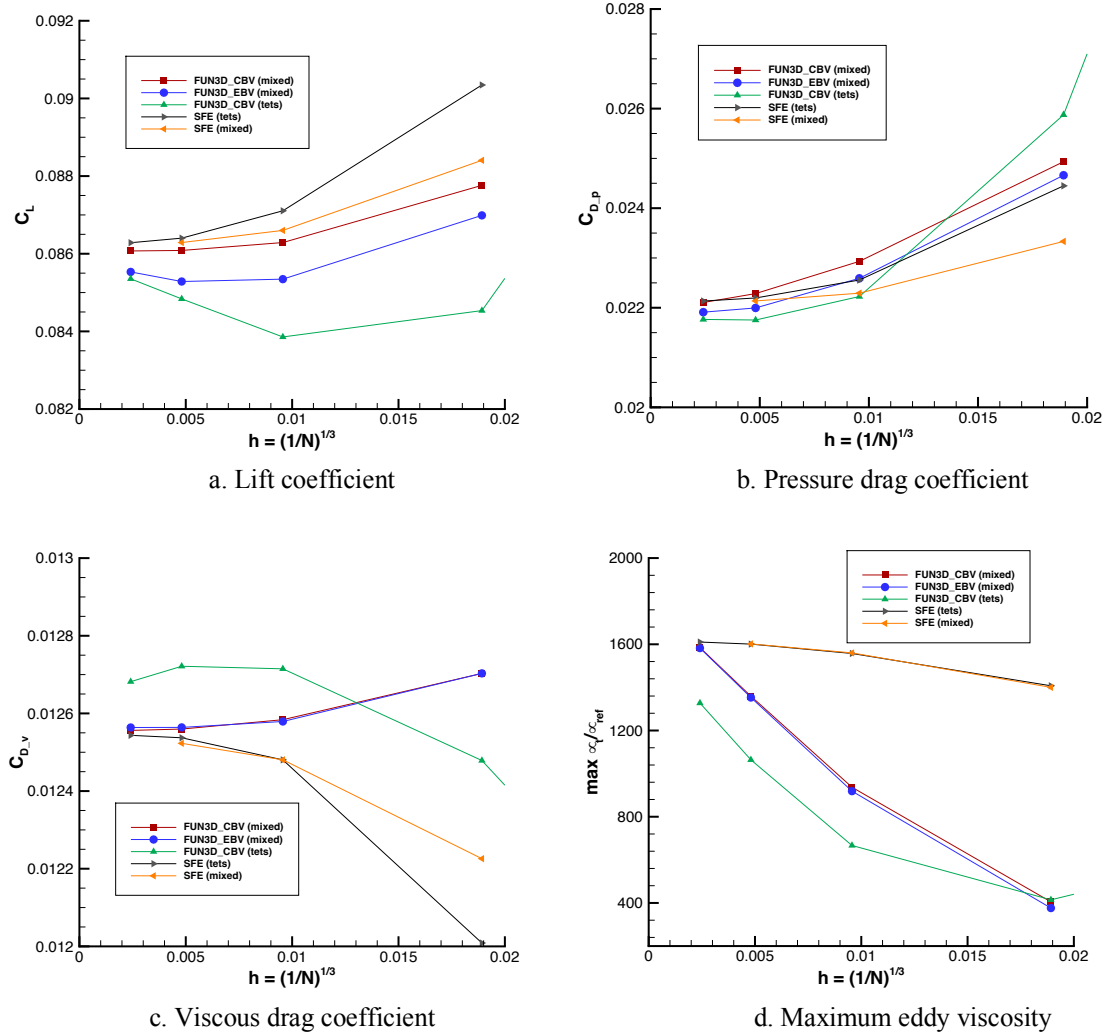 0.092
0.09
0.088
0.086
0.084
0.082
C_L
FUN3D_CBV (mixed)
FUN3D_EBV (mixed)
FUN3D_CBV (tets)
SFE (tets)
SFE (mixed)
0 0.005 0.01 0.015 0.02
h = (1/N)^1/3
a. Lift coefficient
0.026
0.024
0.022
0.02
C_D_p
FUN3D_CBV (mixed)
FUN3D_EBV (mixed)
FUN3D_CBV (tets)
SFE (tets)
SFE (mixed)
0 0.005 0.01 0.015 0.02
h = (1/N)^1/3
b. Pressure drag coefficient
0.013
0.0128
0.0126
0.0124
0.0122
0.012
C_D_v
FUN3D_CBV (mixed)
FUN3D_EBV (mixed)
FUN3D_CBV (tets)
SFE (tets)
SFE (mixed)
0 0.005 0.01 0.015 0.02
h = (1/N)^1/3
c. Viscous drag coefficient
2000
1600
1200
800
400
max ∝_t/∝_ref
FUN3D_CBV (mixed)
FUN3D_EBV (mixed)
FUN3D_CBV (tets)
SFE (tets)
SFE (mixed)
0 0.005 0.01 0.015 0.02
h = (1/N)^1/3
d. Maximum eddy viscosity